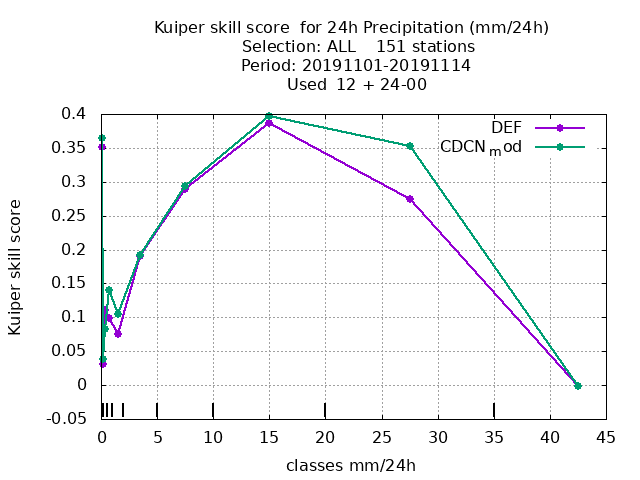 Kuiper skill score  for 24h Precipitation (mm/24h)
Selection: ALL    151 stations
Period: 20191101-20191114
Used  12 + 24-00
DEF
CDCNmod
0.4
0.35
0.3
0.25
0.2
0.15
0.1
0.05
0
-0.05
Kuiper skill score
0 5 10 15 20 25 30 35 40 45
classes mm/24h